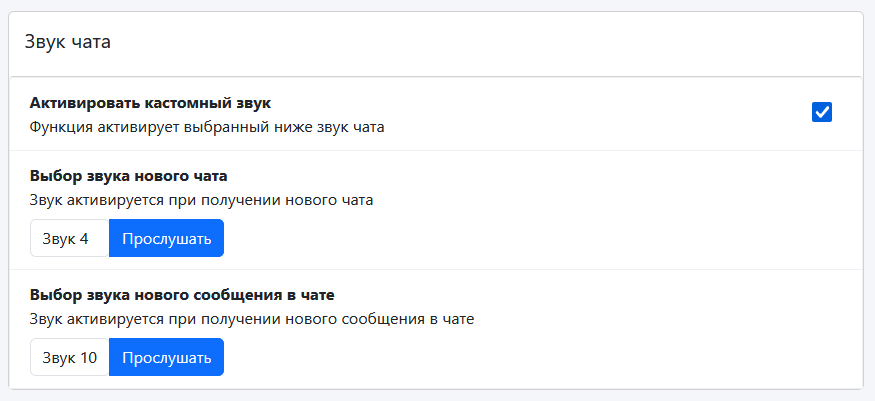 Звук чата
Активировать кастомный звук
Функция активирует выбранный ниже звук чата
Выбор звука нового чата
Звук активируется при получении нового чата
Звук 4 Прослушать
Выбор звука нового сообщения в чате
Звук активируется при получении нового сообщения в чате
Звук 10 Прослушать